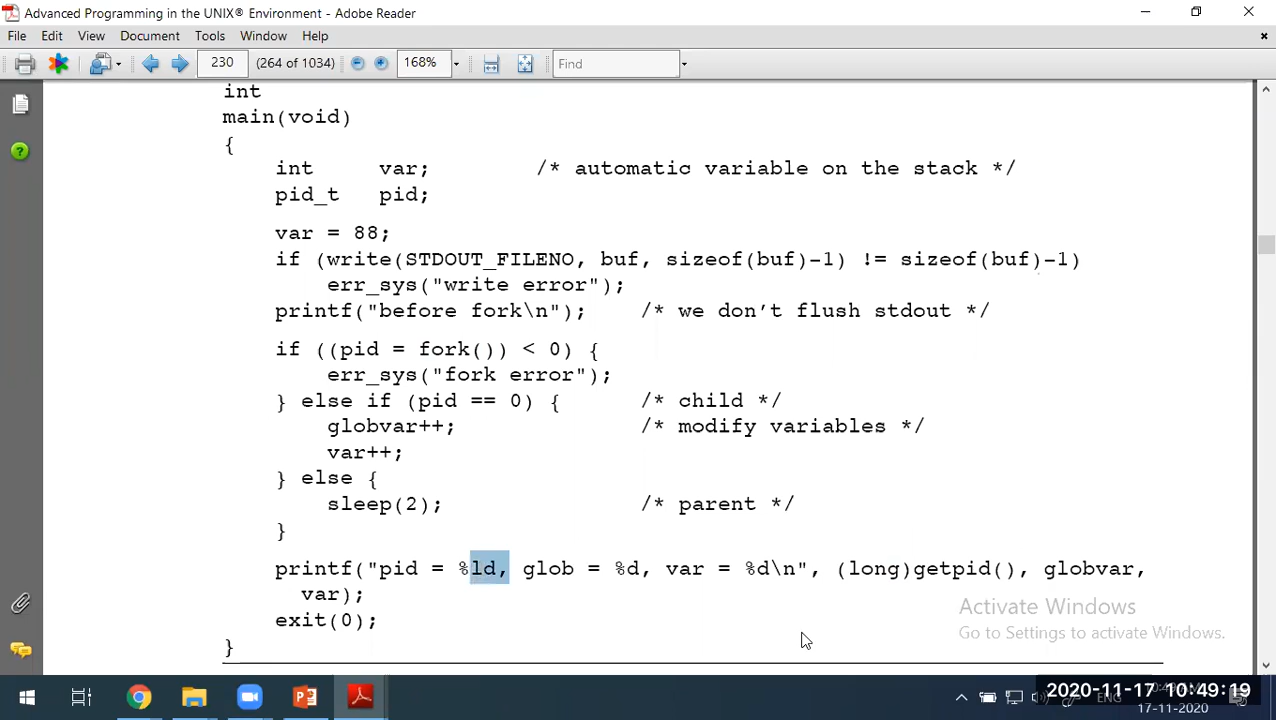 Advanced Programming in the UNIX® Environment - Adobe Reader
File Edit View Document Tools Window Help
230 (264 of 1034) 168% Find
int
main(void)
{
int var; /* automatic variable on the stack */
pid_t pid;
var = 88;
if (write(STDOUT_FILENO, buf, sizeof(buf)-1) != sizeof(buf)-1)
err_sys("write error");
printf("before fork\n"); /* we don’t flush stdout */
if ((pid = fork()) < 0) {
err_sys("fork error");
} else if (pid == 0) { /* child */
globvar++; /* modify variables */
var++;
} else {
sleep(2); /* parent */
}
printf("pid = %ld, glob = %d, var = %d\n", (long)getpid(), globvar,
var);
exit(0);
}
Activate Windows
Go to Settings to activate Windows.
ENG
2020-11-17 10:49:19
17-11-2020